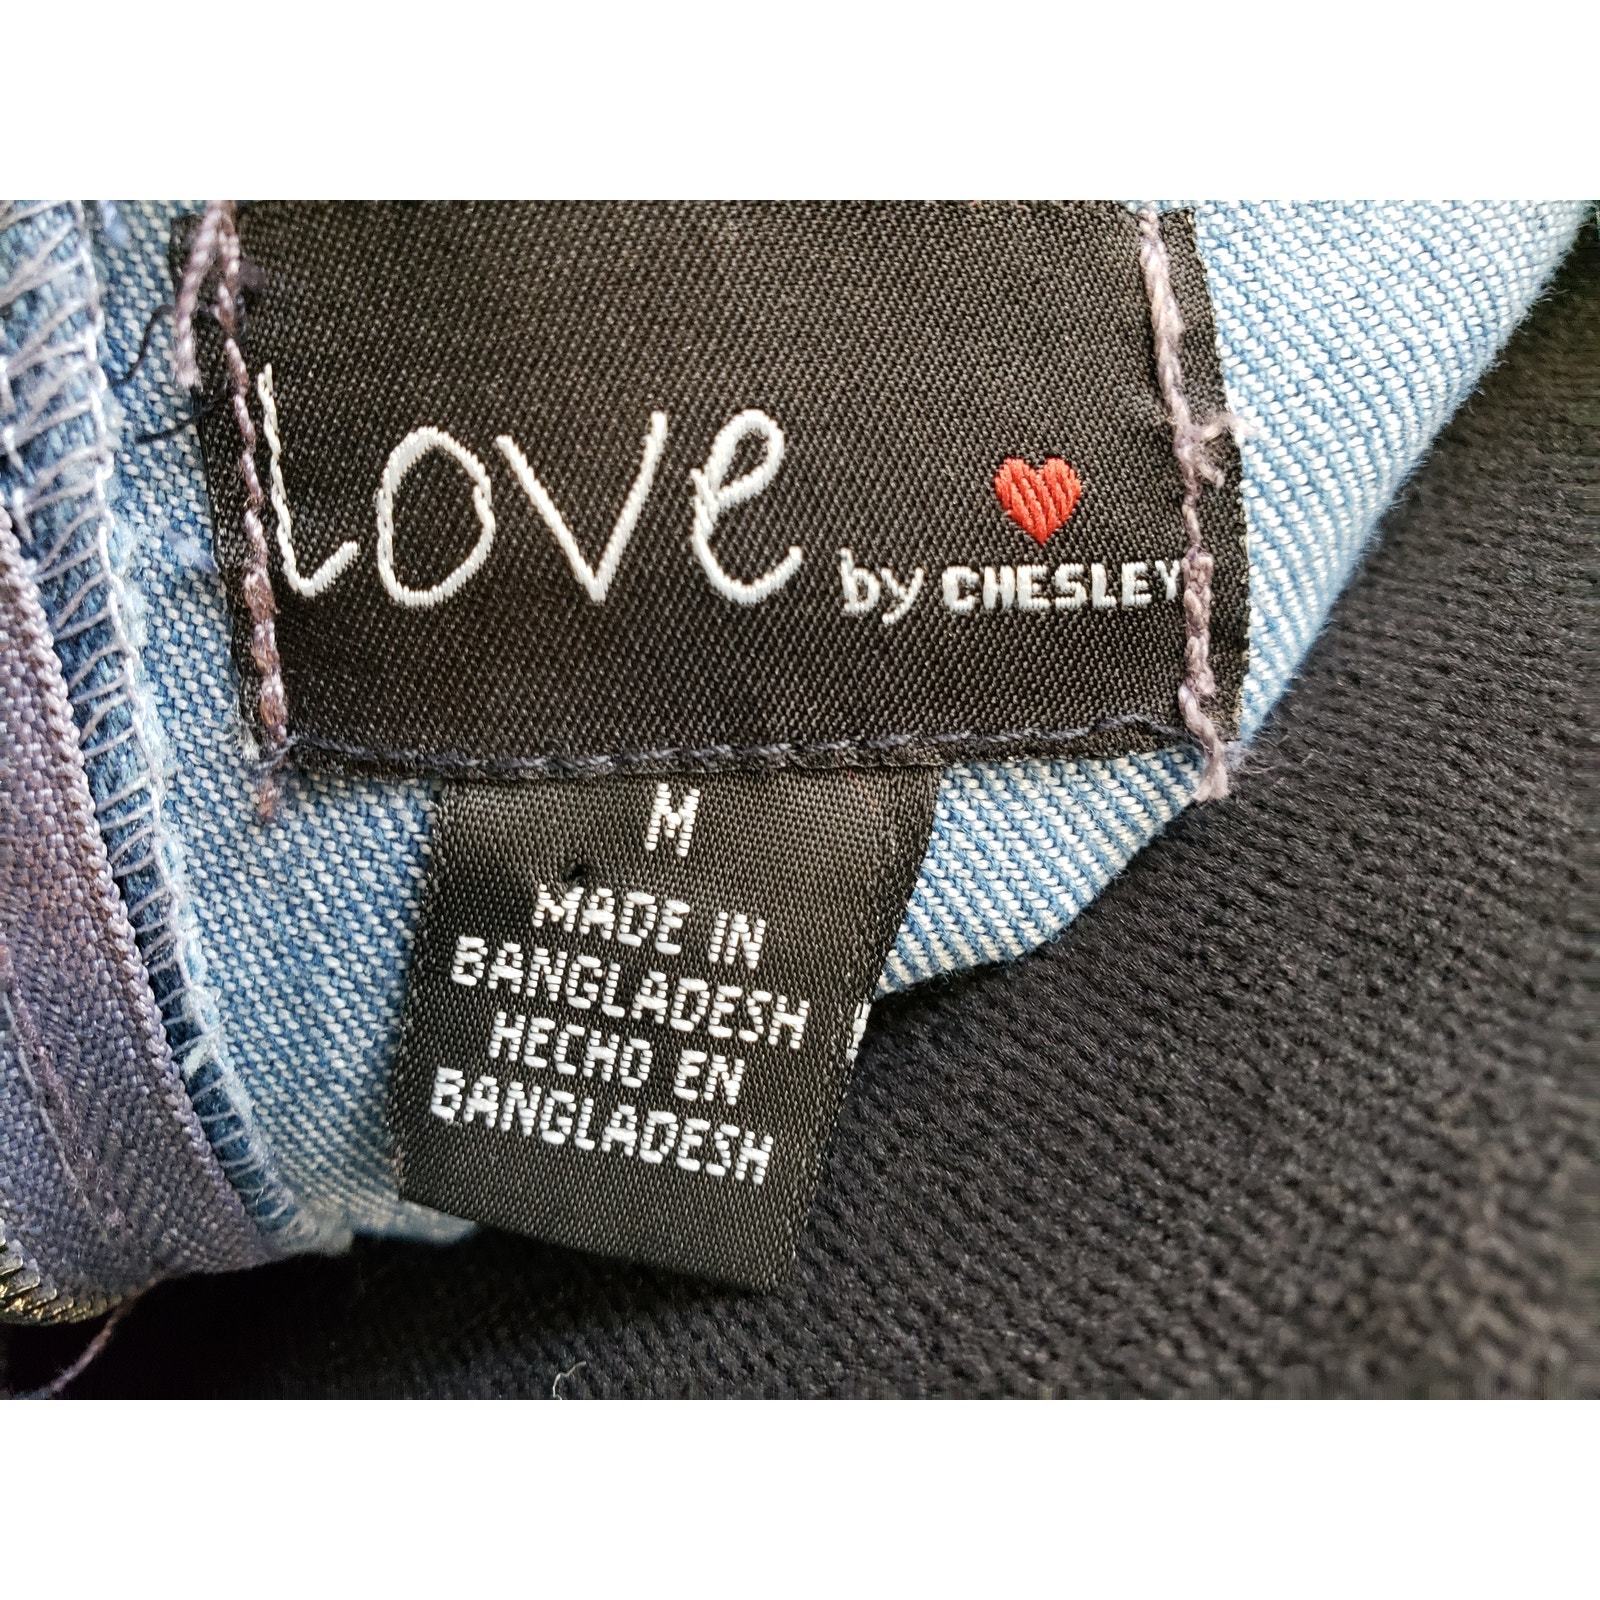 Love by CHESLEY
M
MADE IN
BANGLADESH
HECHO EN
BANGLADESH